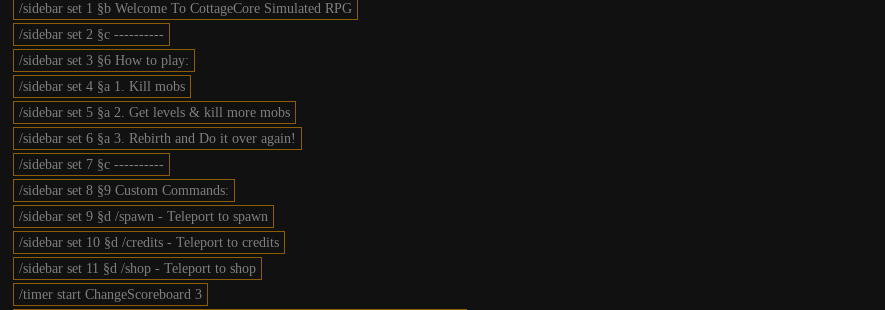 /sidebar set 1 §b Welcome To CottageCore Simulated RPG
/sidebar set 2 §c ----------
/sidebar set 3 §6 How to play:
/sidebar set 4 §a 1. Kill mobs
/sidebar set 5 §a 2. Get levels & kill more mobs
/sidebar set 6 §a 3. Rebirth and Do it over again!
/sidebar set 7 §c ----------
/sidebar set 8 §9 Custom Commands:
/sidebar set 9 §d /spawn - Teleport to spawn
/sidebar set 10 §d /credits - Teleport to credits
/sidebar set 11 §d /shop - Teleport to shop
/timer start ChangeScoreboard 3